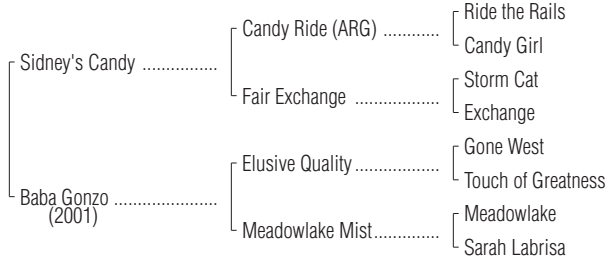 Ride the Rails
Candy Ride (ARG) ............
Candy Girl
Sidney's Candy ................
Storm Cat
Fair Exchange ..................
Exchange
Gone West
Elusive Quality ..................
Touch of Greatness
Baba Gonzo ......................
(2001)
Meadowlake
Meadowlake Mist..............
Sarah Labrisa